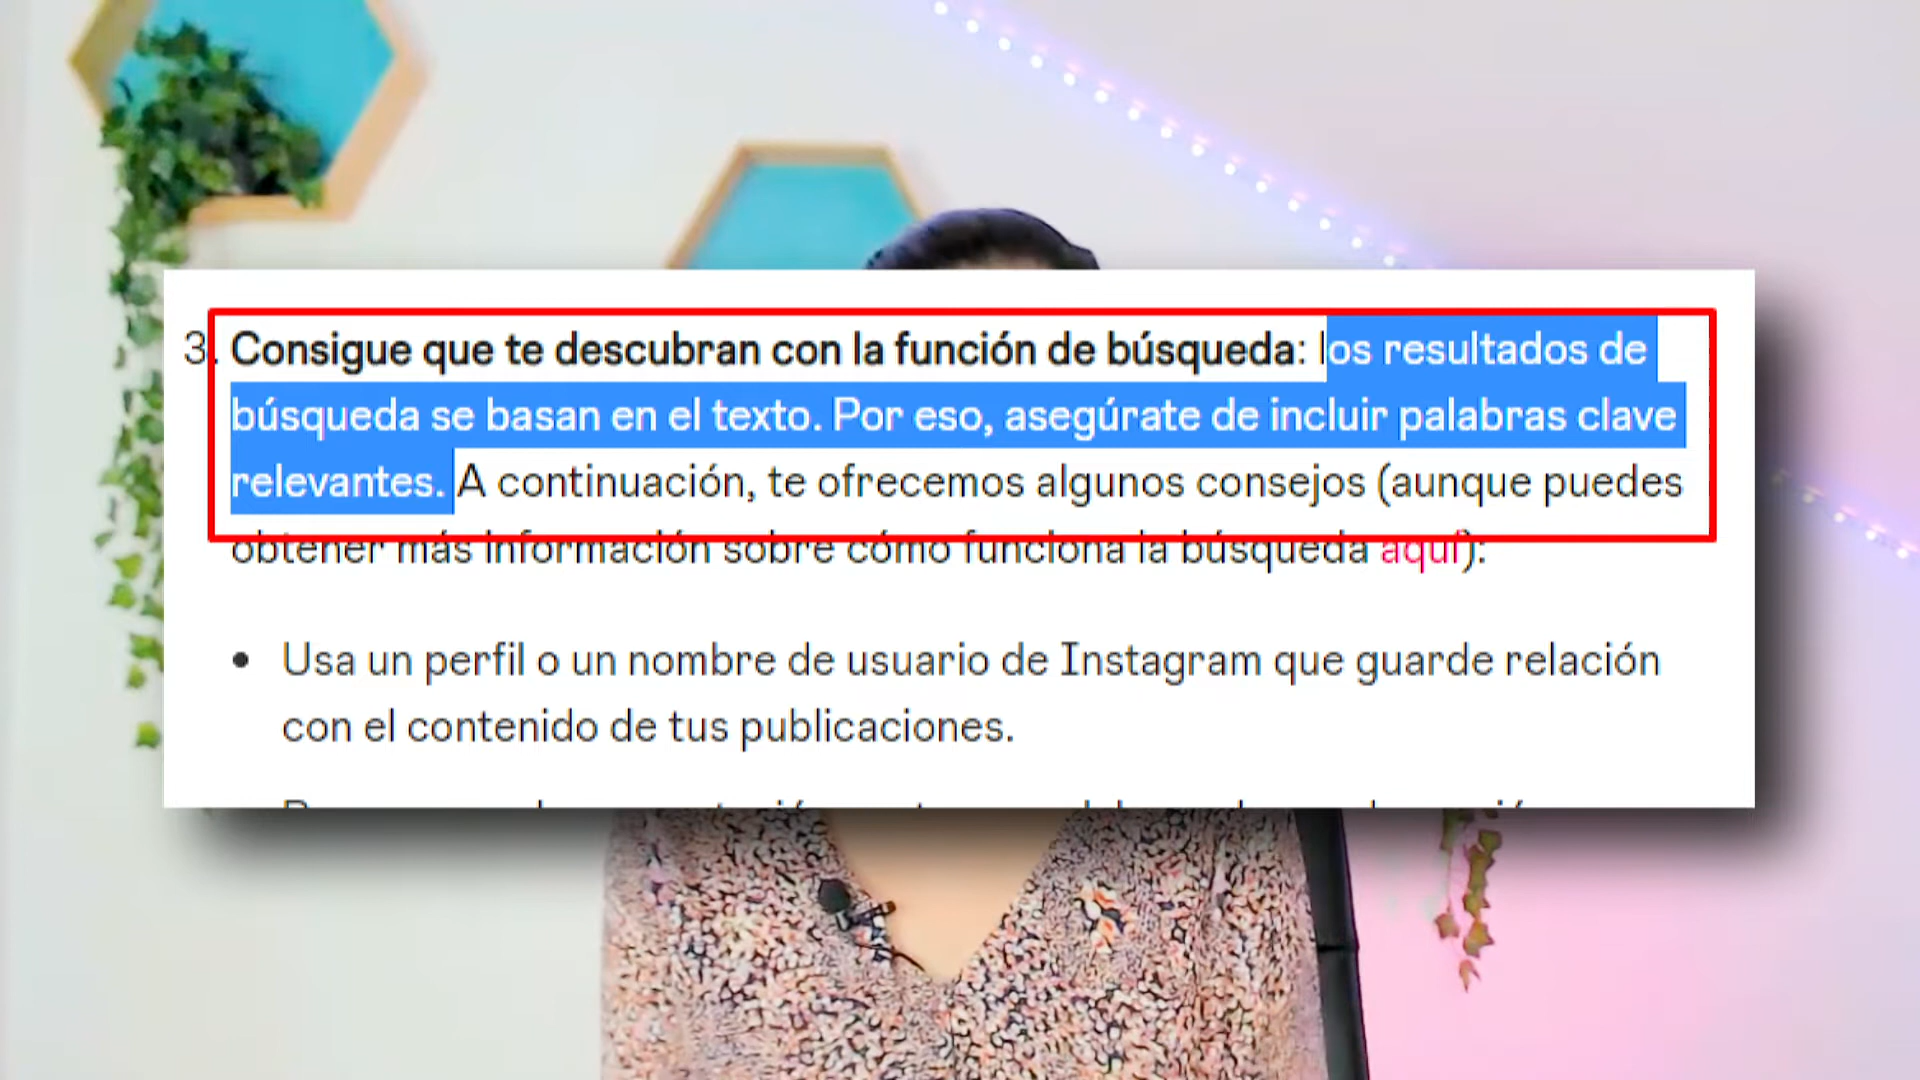 3. Consigue que te descubran con la función de búsqueda: los resultados de
búsqueda se basan en el texto. Por eso, asegúrate de incluir palabras clave
relevantes. A continuación, te ofrecemos algunos consejos (aunque puedes
obtener más información sobre cómo funciona la búsqueda aquí):
• Usa un perfil o un nombre de usuario de Instagram que guarde relación
con el contenido de tus publicaciones.